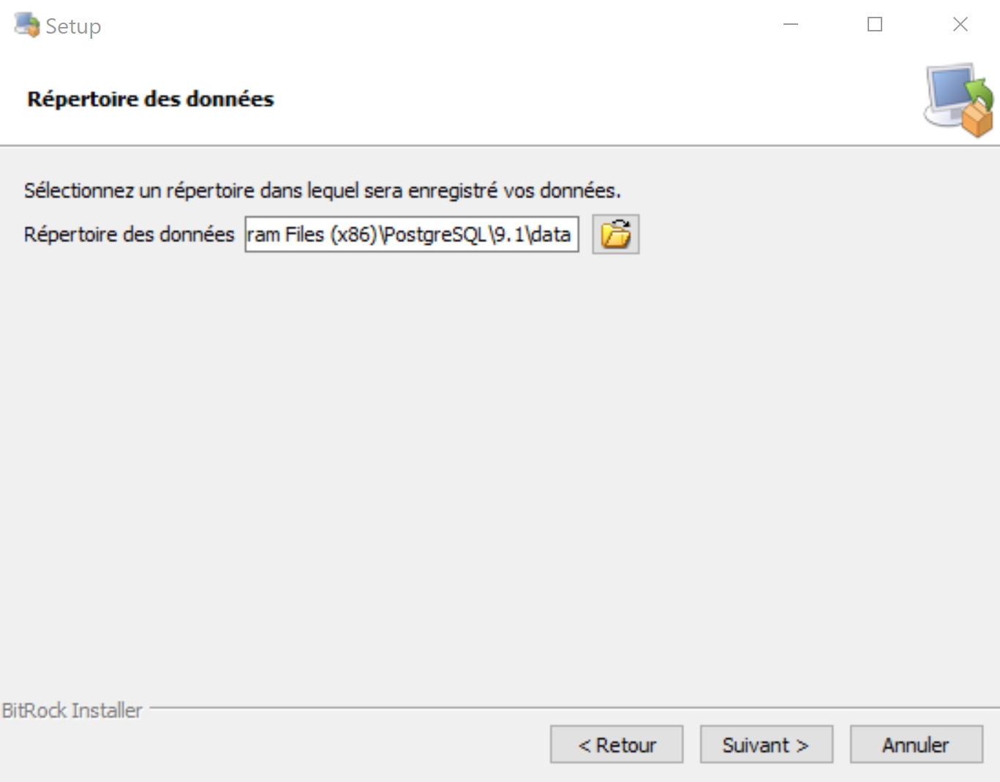 Setup
Répertoire des données
Sélectionnez un répertoire dans lequel sera enregistré vos données.
Répertoire des données ram Files (x86)\PostgreSQL\9.1\data
BitRock Installer
< Retour Suivant > Annuler